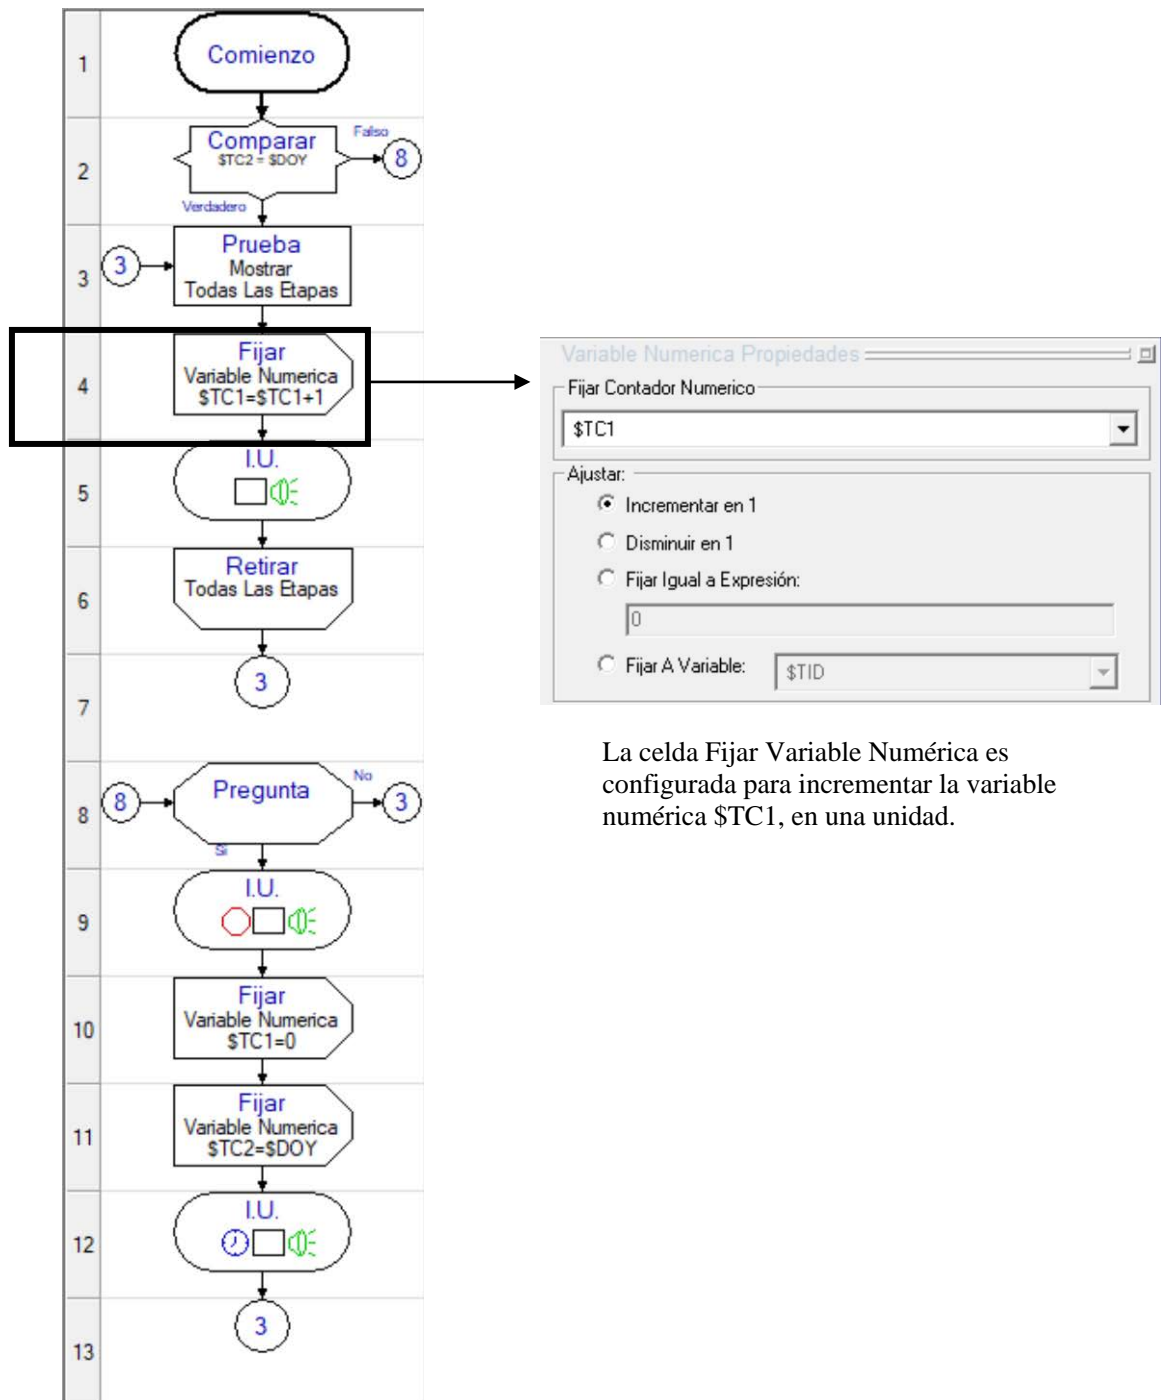 1
Comienzo
2
Comparar
$TC2 = $DOY
Falso
8
Verdadero
3
3
Prueba
Mostrar
Todas Las Etapas
4
Fijar
Variable Numerica
$TC1=$TC1+1
5
I.U.
6
Retirar
Todas Las Etapas
7
3
8
8
Pregunta
No
3
Si
9
I.U.
10
Fijar
Variable Numerica
$TC1=0
11
Fijar
Variable Numerica
$TC2=$DOY
12
I.U.
13
3
Variable Numerica Propiedades
Fijar Contador Numerico
$TC1
Ajustar:
Incrementar en 1
Disminuir en 1
Fijar Igual a Expresión:
0
Fijar A Variable:
$TID
La celda Fijar Variable Numérica es
configurada para incrementar la variable
numérica $TC1, en una unidad.